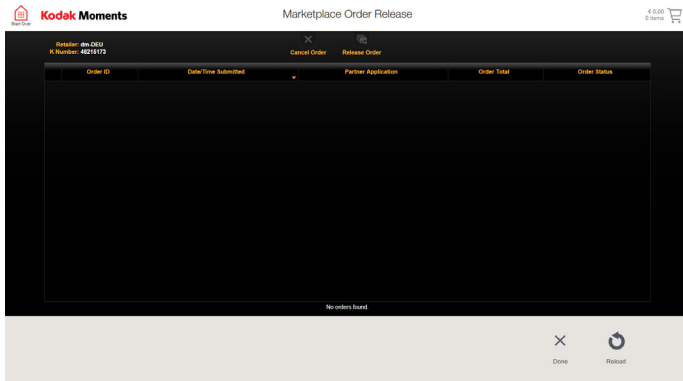 Start Over
Kodak Moments
Marketplace Order Release
€ 0,00
0 items
Retailer: dm-DEU
K Number: 46215173
Cancel Order
Release Order
Order ID
Date/Time Submitted
Partner Application
Order Total
Order Status
No orders found.
Done
Reload